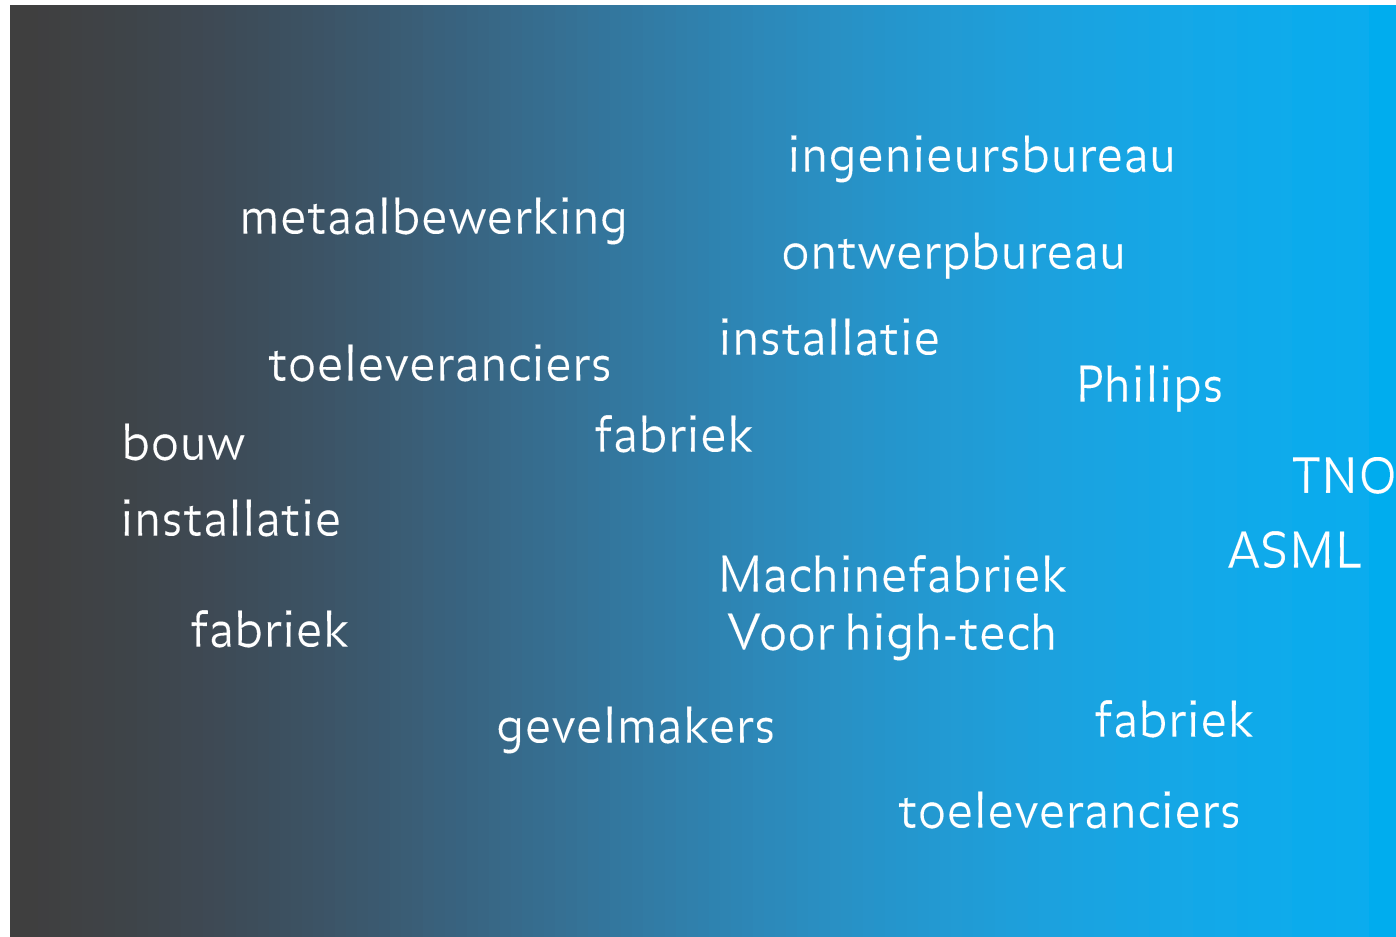 ingenieursbureau
metaalbewerking
ontwerpbureau
installatie
toeleveranciers
Philips
fabriek
bouw
TNO
installatie
ASML
Machinefabriek
Voor high-tech
fabriek
gevelmakers
fabriek
toeleveranciers